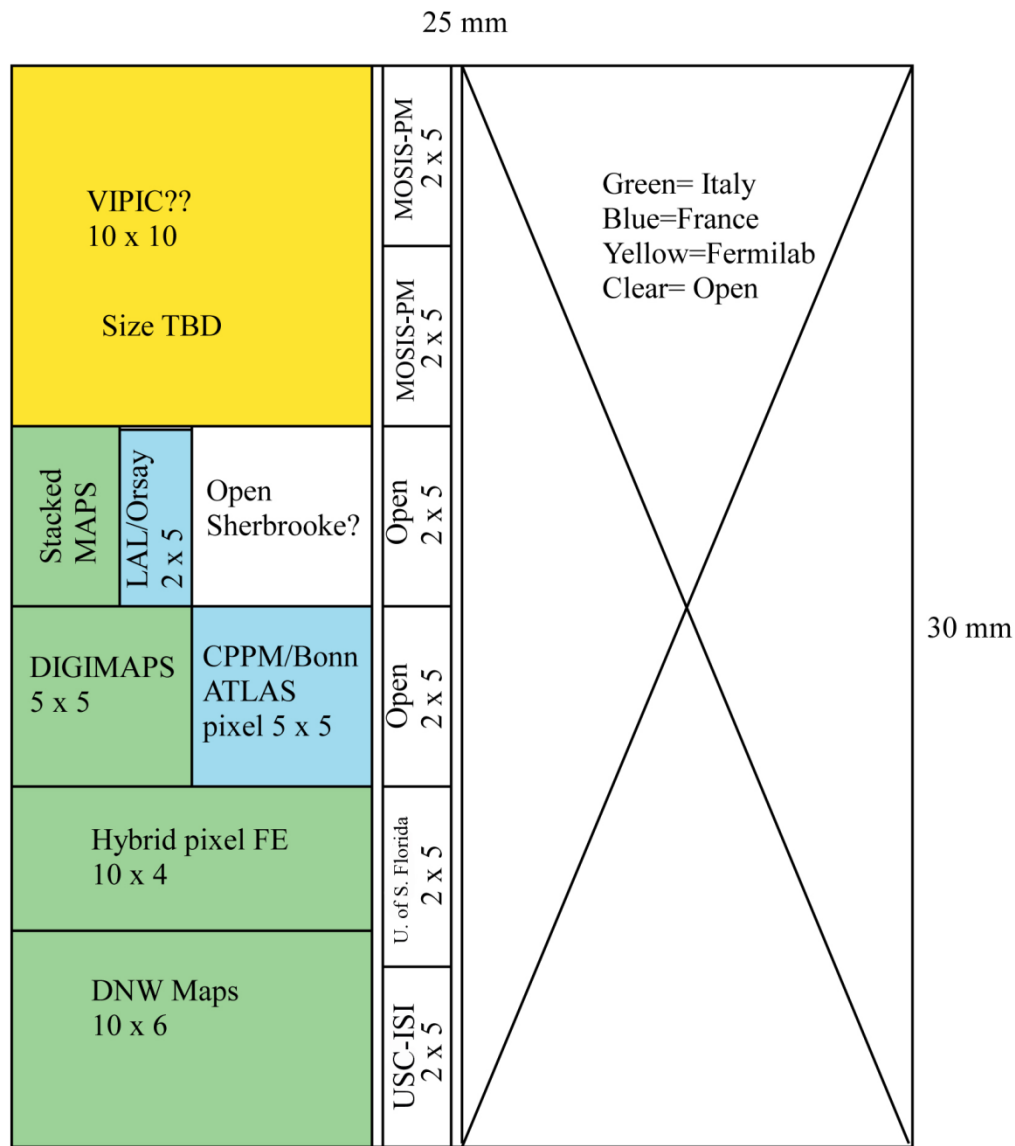 25 mm
VIPIC??
10 x 10
Size TBD
MOSIS-PM
2 x 5
MOSIS-PM
2 x 5
Green= Italy
Blue=France
Yellow=Fermilab
Clear= Open
Stacked
MAPS
LAL/Orsay
2 x 5
Open
Sherbrooke?
Open
2 x 5
30 mm
DIGIMAPS
5 x 5
CPPM/Bonn
ATLAS
pixel 5 x 5
Open
2 x 5
Hybrid pixel FE
10 x 4
U. of S. Florida
2 x 5
DNW Maps
10 x 6
USC-ISI
2 x 5